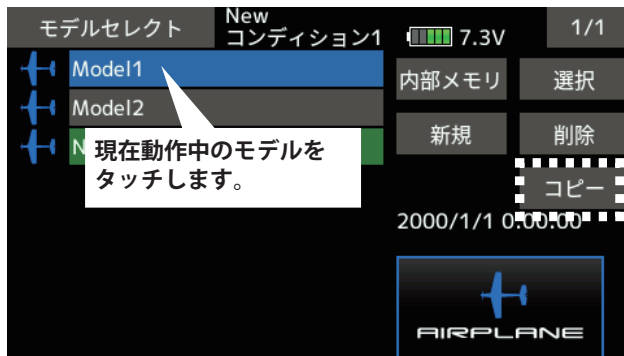 モデルセレクト
New
コンディション1
7.3V
1/1
Model1
内部メモリ
選択
Model2
新規
削除
N
現在動作中のモデルを
タッチします。
コピー
2000/1/1 0:00:00
AIRPLANE